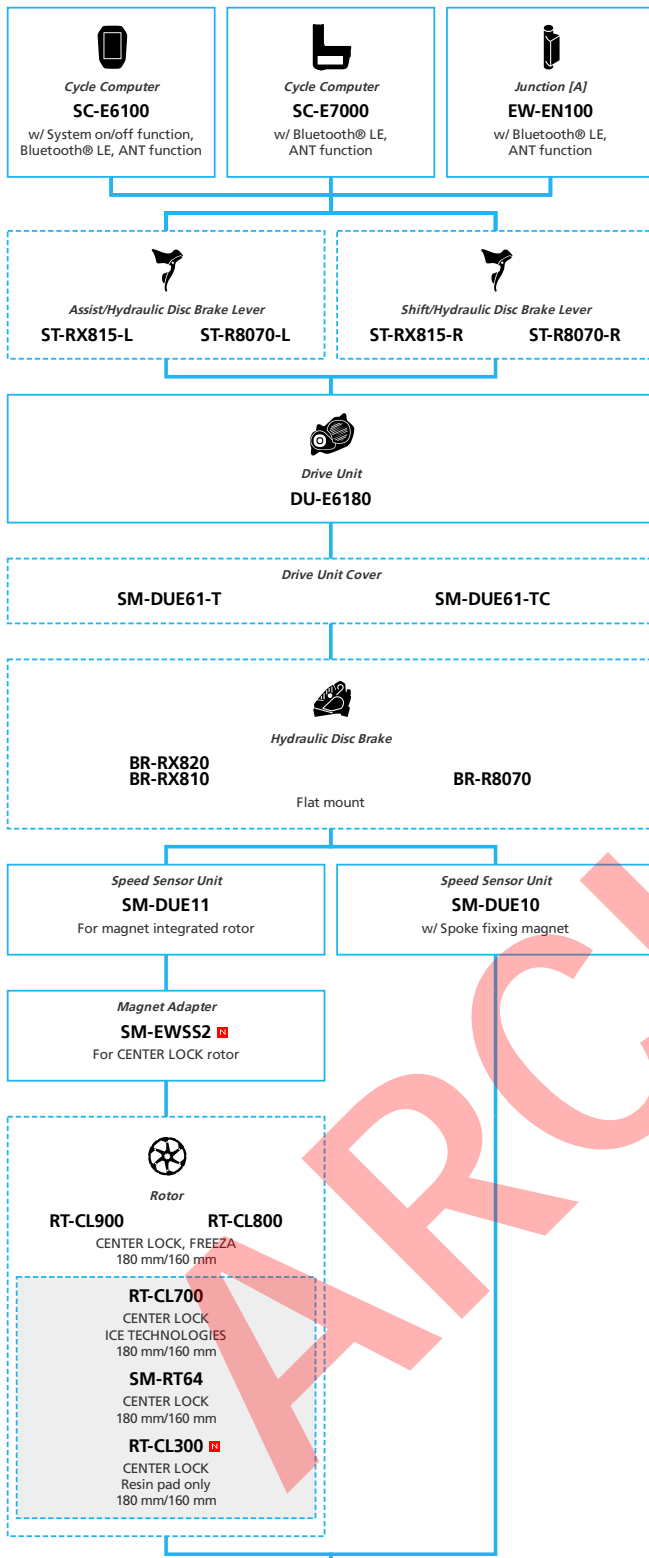 Cycle Computer
SC-E6100
w/ System on/off function,
Bluetooth® LE, ANT function
Cycle Computer
SC-E7000
w/ Bluetooth® LE,
ANT function
Junction [A]
EW-EN100
w/ Bluetooth® LE,
ANT function
Assist/Hydraulic Disc Brake Lever
ST-RX815-L ST-R8070-L
Shift/Hydraulic Disc Brake Lever
ST-RX815-R ST-R8070-R
Drive Unit
DU-E6180
Drive Unit Cover
SM-DUE61-T SM-DUE61-TC
Hydraulic Disc Brake
BR-RX820
BR-RX810 BR-R8070
Flat mount
Speed Sensor Unit
SM-DUE11
For magnet integrated rotor
Speed Sensor Unit
SM-DUE10
w/ Spoke fixing magnet
Magnet Adapter
SM-EWSS2 N
For CENTER LOCK rotor
Rotor
RT-CL900 RT-CL800
CENTER LOCK, FREEZA
180 mm/160 mm
RT-CL700
CENTER LOCK
ICE TECHNOLOGIES
180 mm/160 mm
SM-RT64
CENTER LOCK
180 mm/160 mm
RT-CL300 N
CENTER LOCK
Resin pad only
180 mm/160 mm